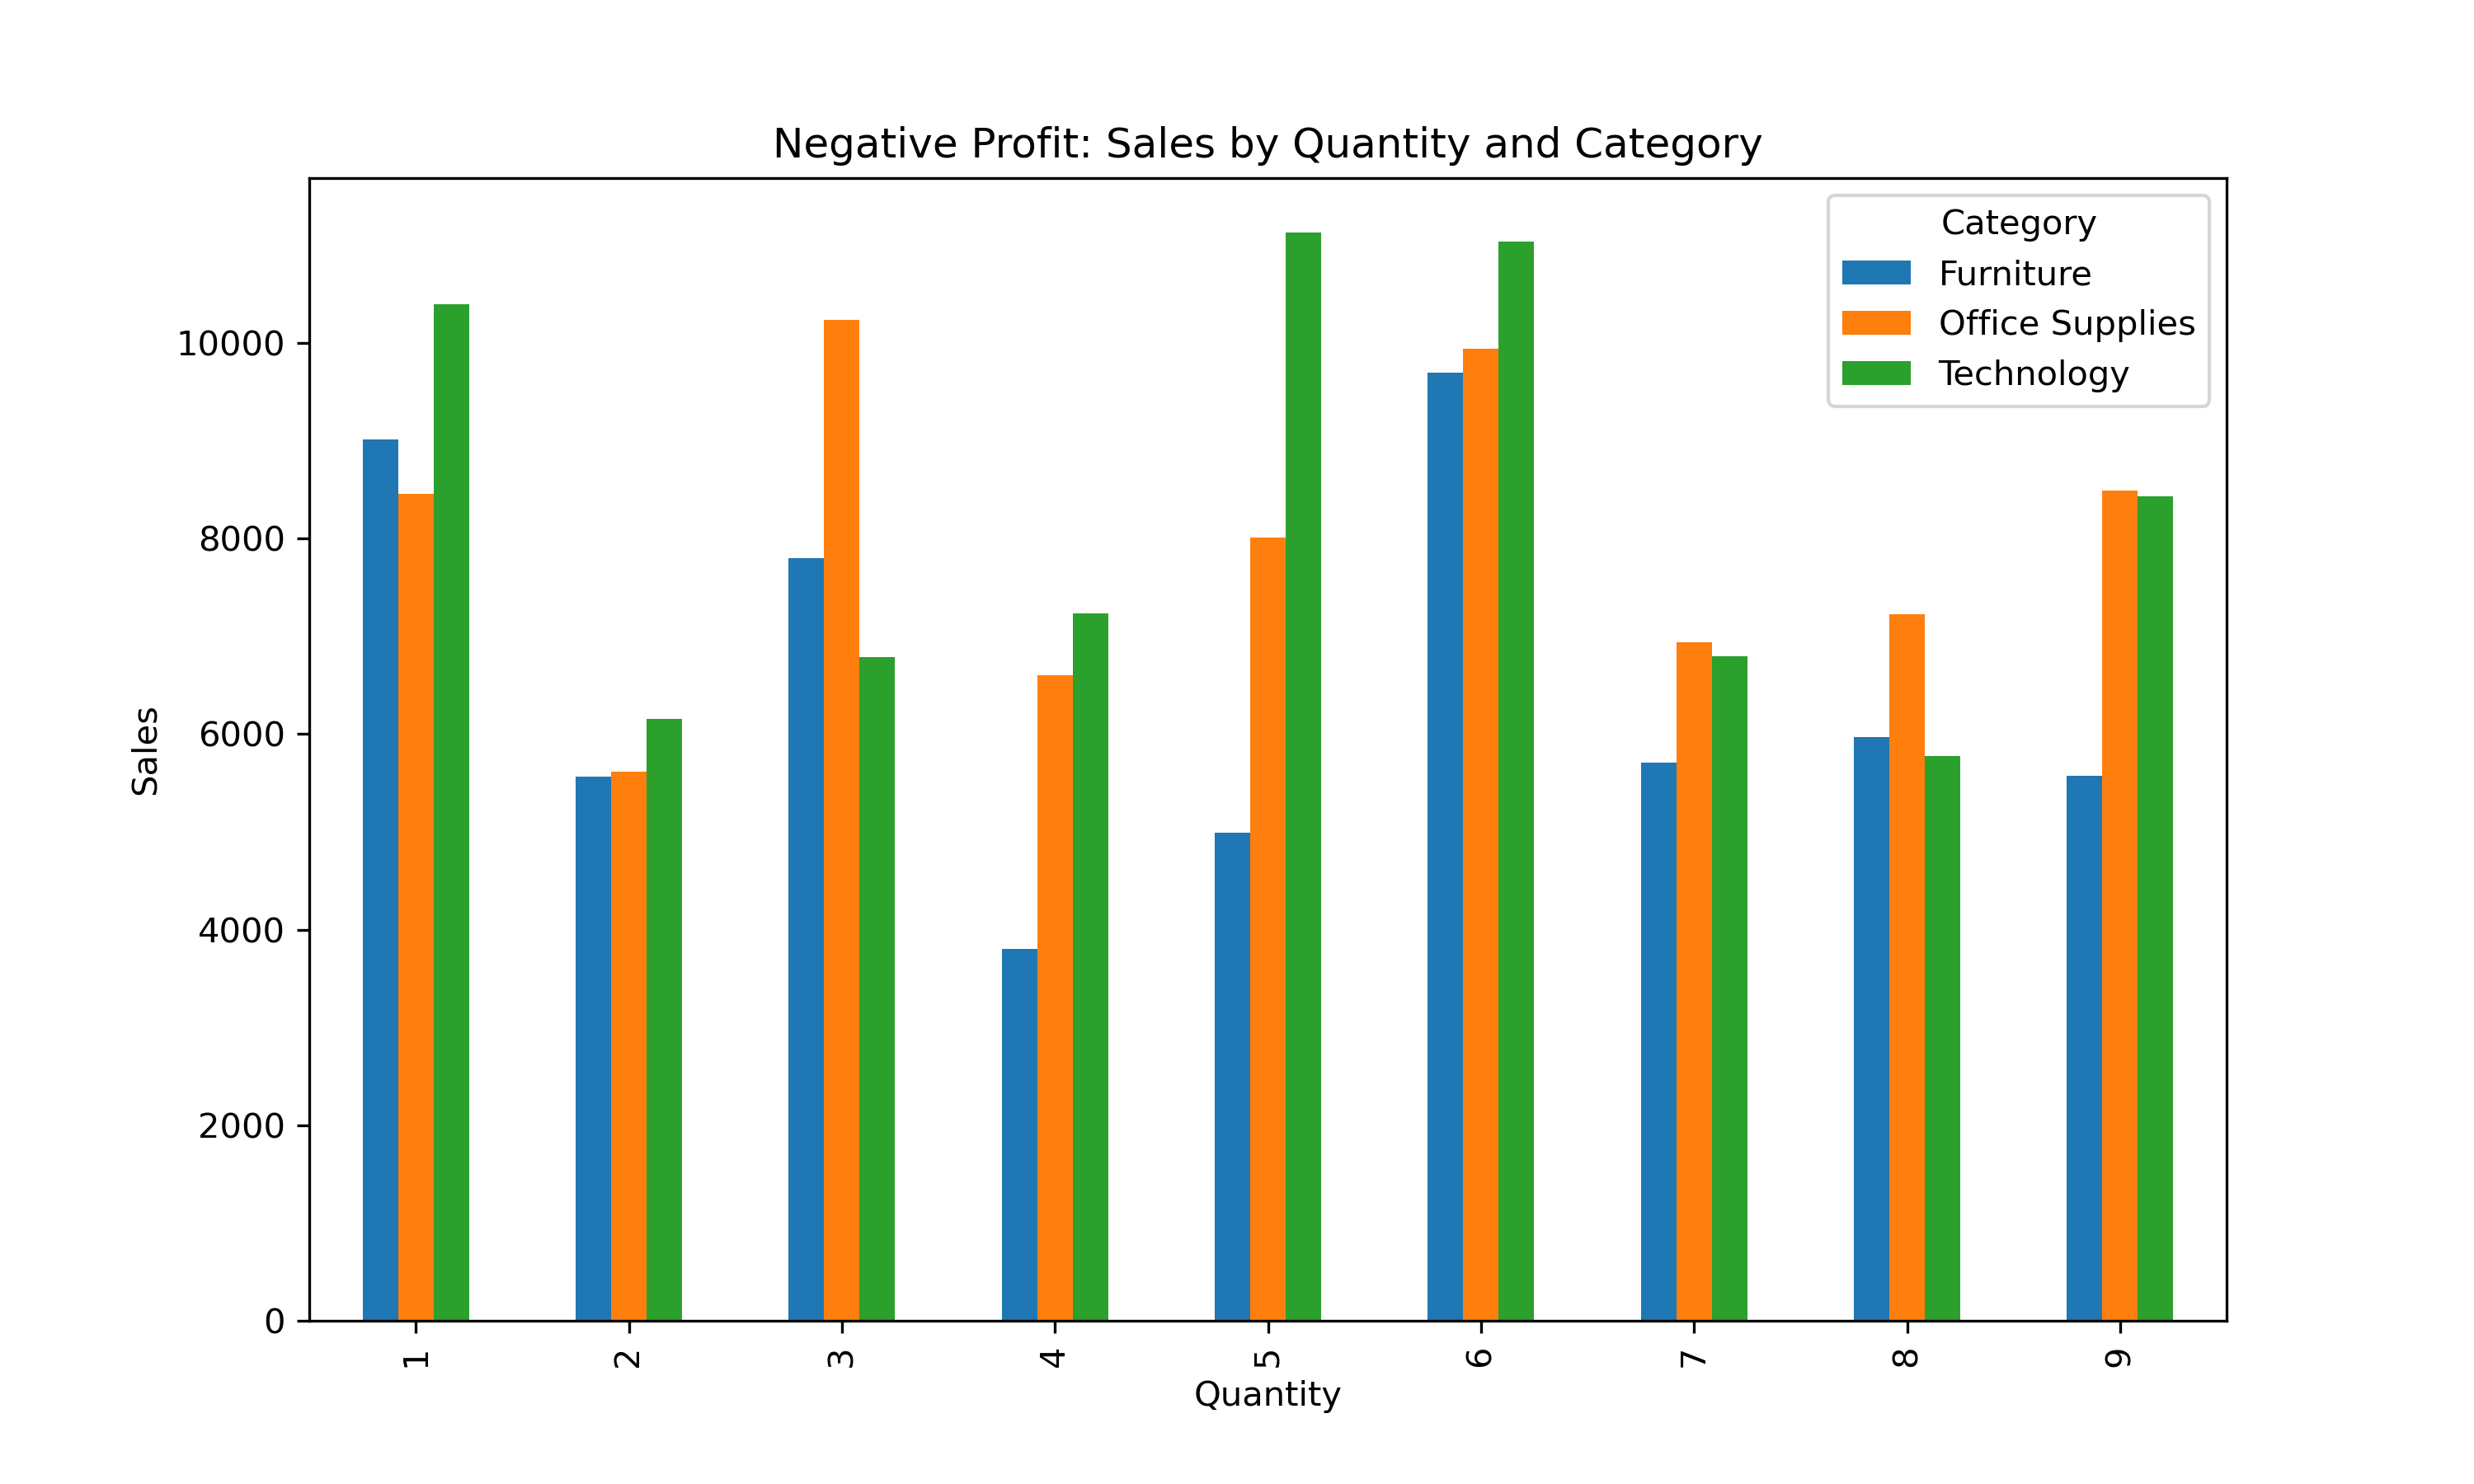 Negative Profit: Sales by Quantity and Category
Category
Furniture
Office Supplies
Technology
10000
8000
6000
4000
2000
0
Sales
1 2 3 4 5 6 7 8 9
Quantity